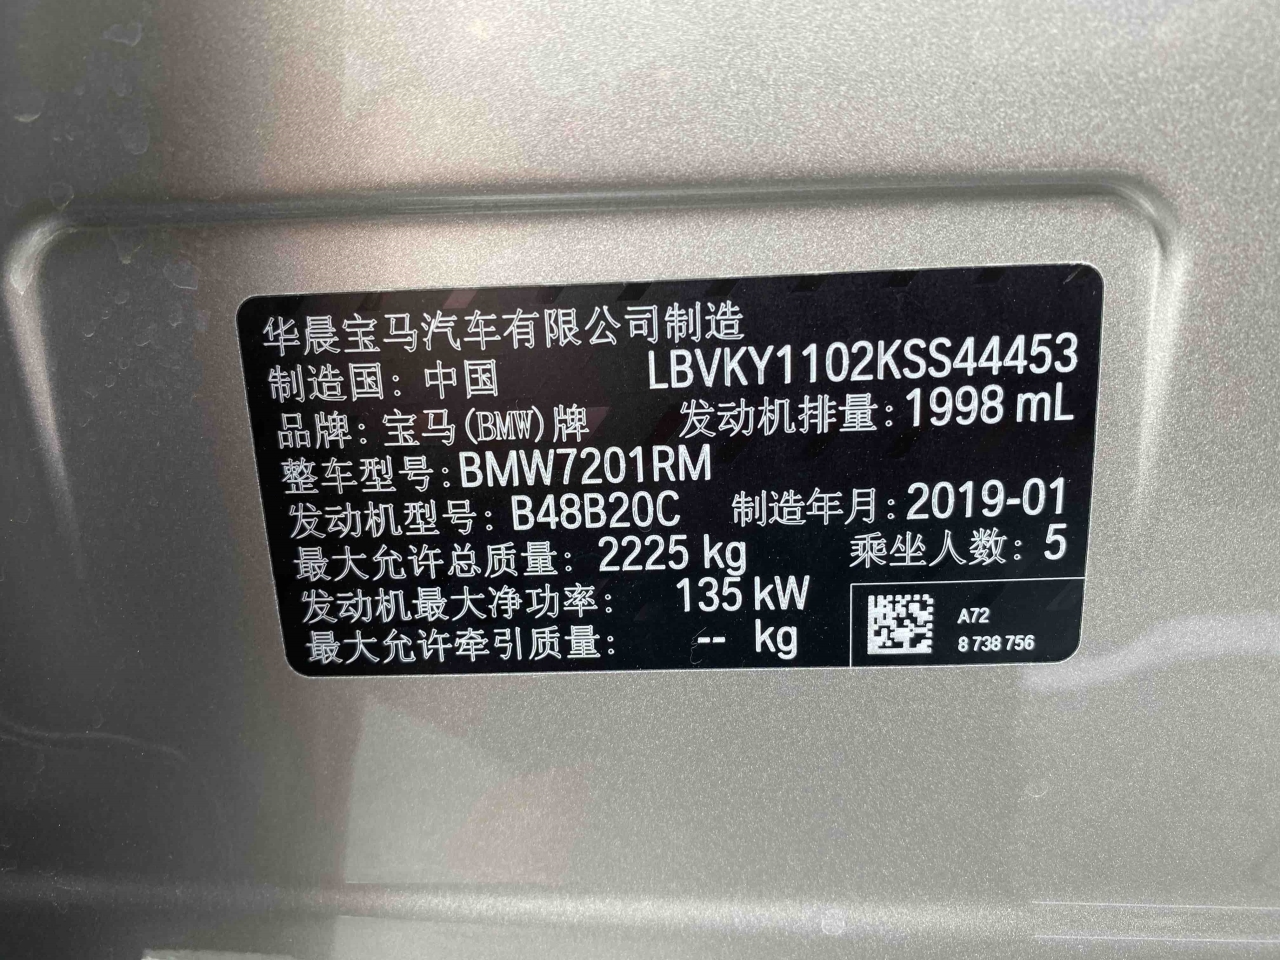 华晨宝马汽车有限公司制造
制造国：中国 LBVKY1102KSS44453
品牌：宝马(BMW)牌 发动机排量：1998 mL
整车型号：BMW7201RM
发动机型号：B48B20C 制造年月：2019-01
最大允许总质量：2225 kg 乘坐人数：5
发动机最大净功率：135 kW
最大允许牵引质量：-- kg
A72
8 738 756